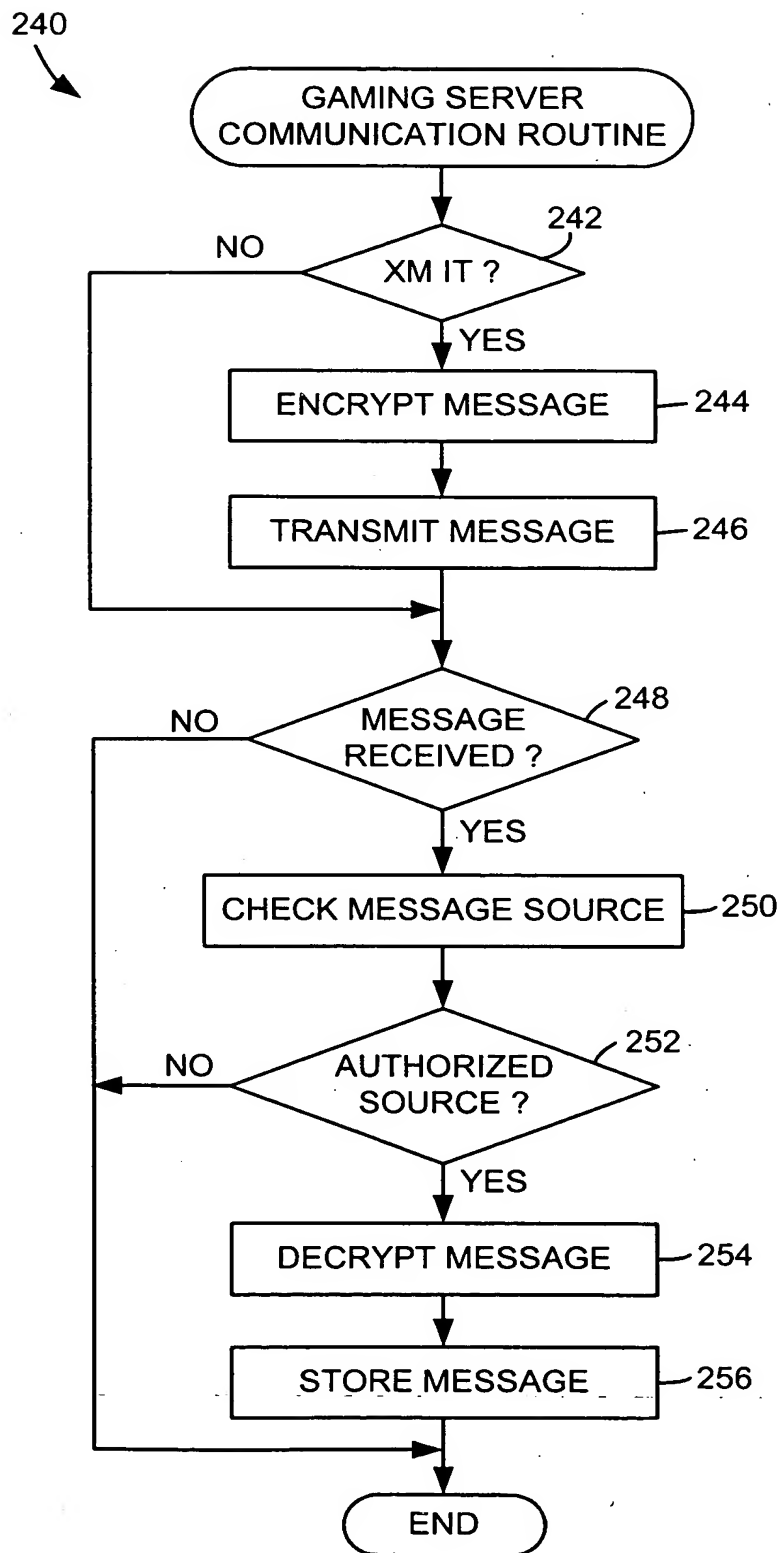 240
GAMING SERVER
COMMUNICATION ROUTINE
242
NO
XM IT ?
YES
ENCRYPT MESSAGE
244
TRANSMIT MESSAGE
246
248
NO
MESSAGE
RECEIVED ?
YES
CHECK MESSAGE SOURCE
250
252
NO
AUTHORIZED
SOURCE ?
YES
DECRYPT MESSAGE
254
STORE MESSAGE
256
END